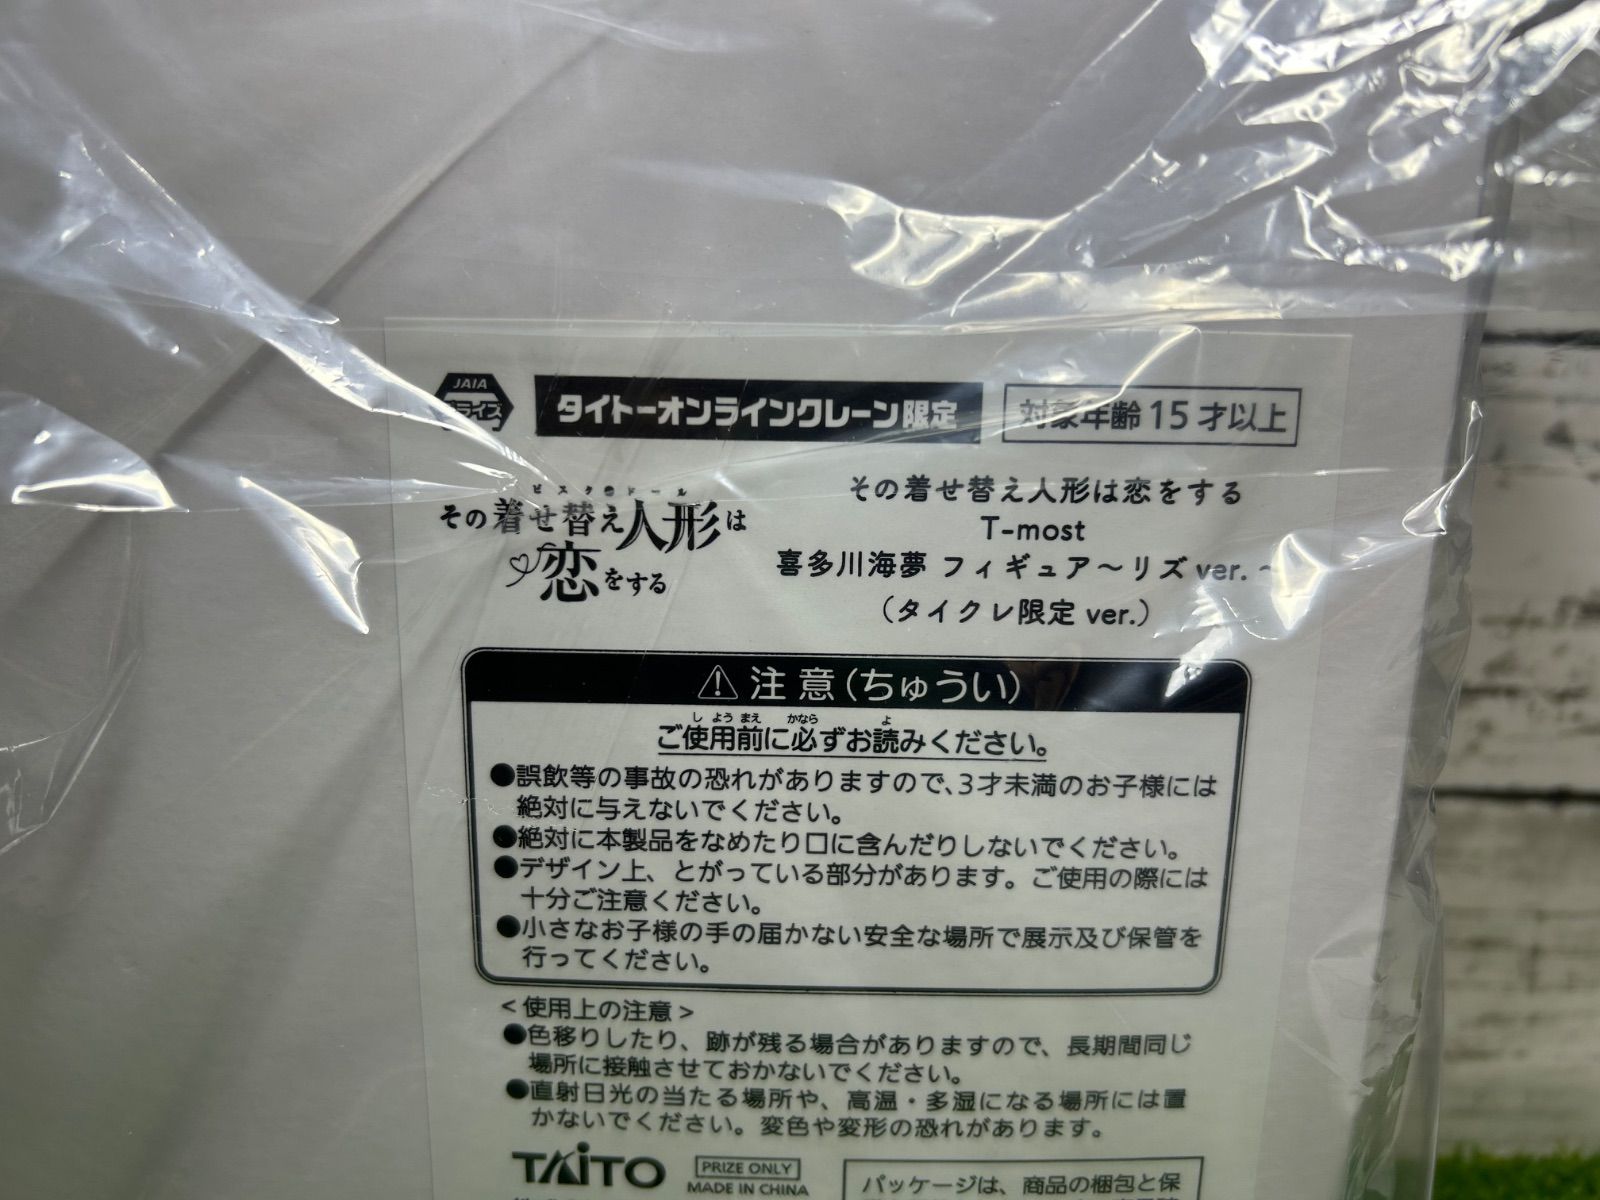 JAIA
プライズ
タイトーオンラインクレーン限定
対象年齢 15 才以上
ビスク・ドール
その着せ替え人形は
恋をする
その着せ替え人形は恋をする
T-most
喜多川海夢 フィギュア～リズ ver.～
（タイクレ限定 ver.）
⚠注意（ちゅうい）
しようまえ かなら よ
ご使用前に必ずお読みください。
●誤飲等の事故の恐れがありますので、3才未満のお子様には
絶対に与えないでください。
●絶対に本製品をなめたり口に含んだりしないでください。
●デザイン上、とがっている部分があります。ご使用の際には
十分ご注意ください。
●小さなお子様の手の届かない安全な場所で展示及び保管を
行ってください。
＜使用上の注意＞
●色移りしたり、跡が残る場合がありますので、長期間同じ
場所に接触させておかないでください。
●直射日光の当たる場所や、高温・多湿になる場所には置
かないでください。変色や変形の恐れがあります。
TAITO
PRIZE ONLY
MADE IN CHINA
パッケージは、商品の梱包と保